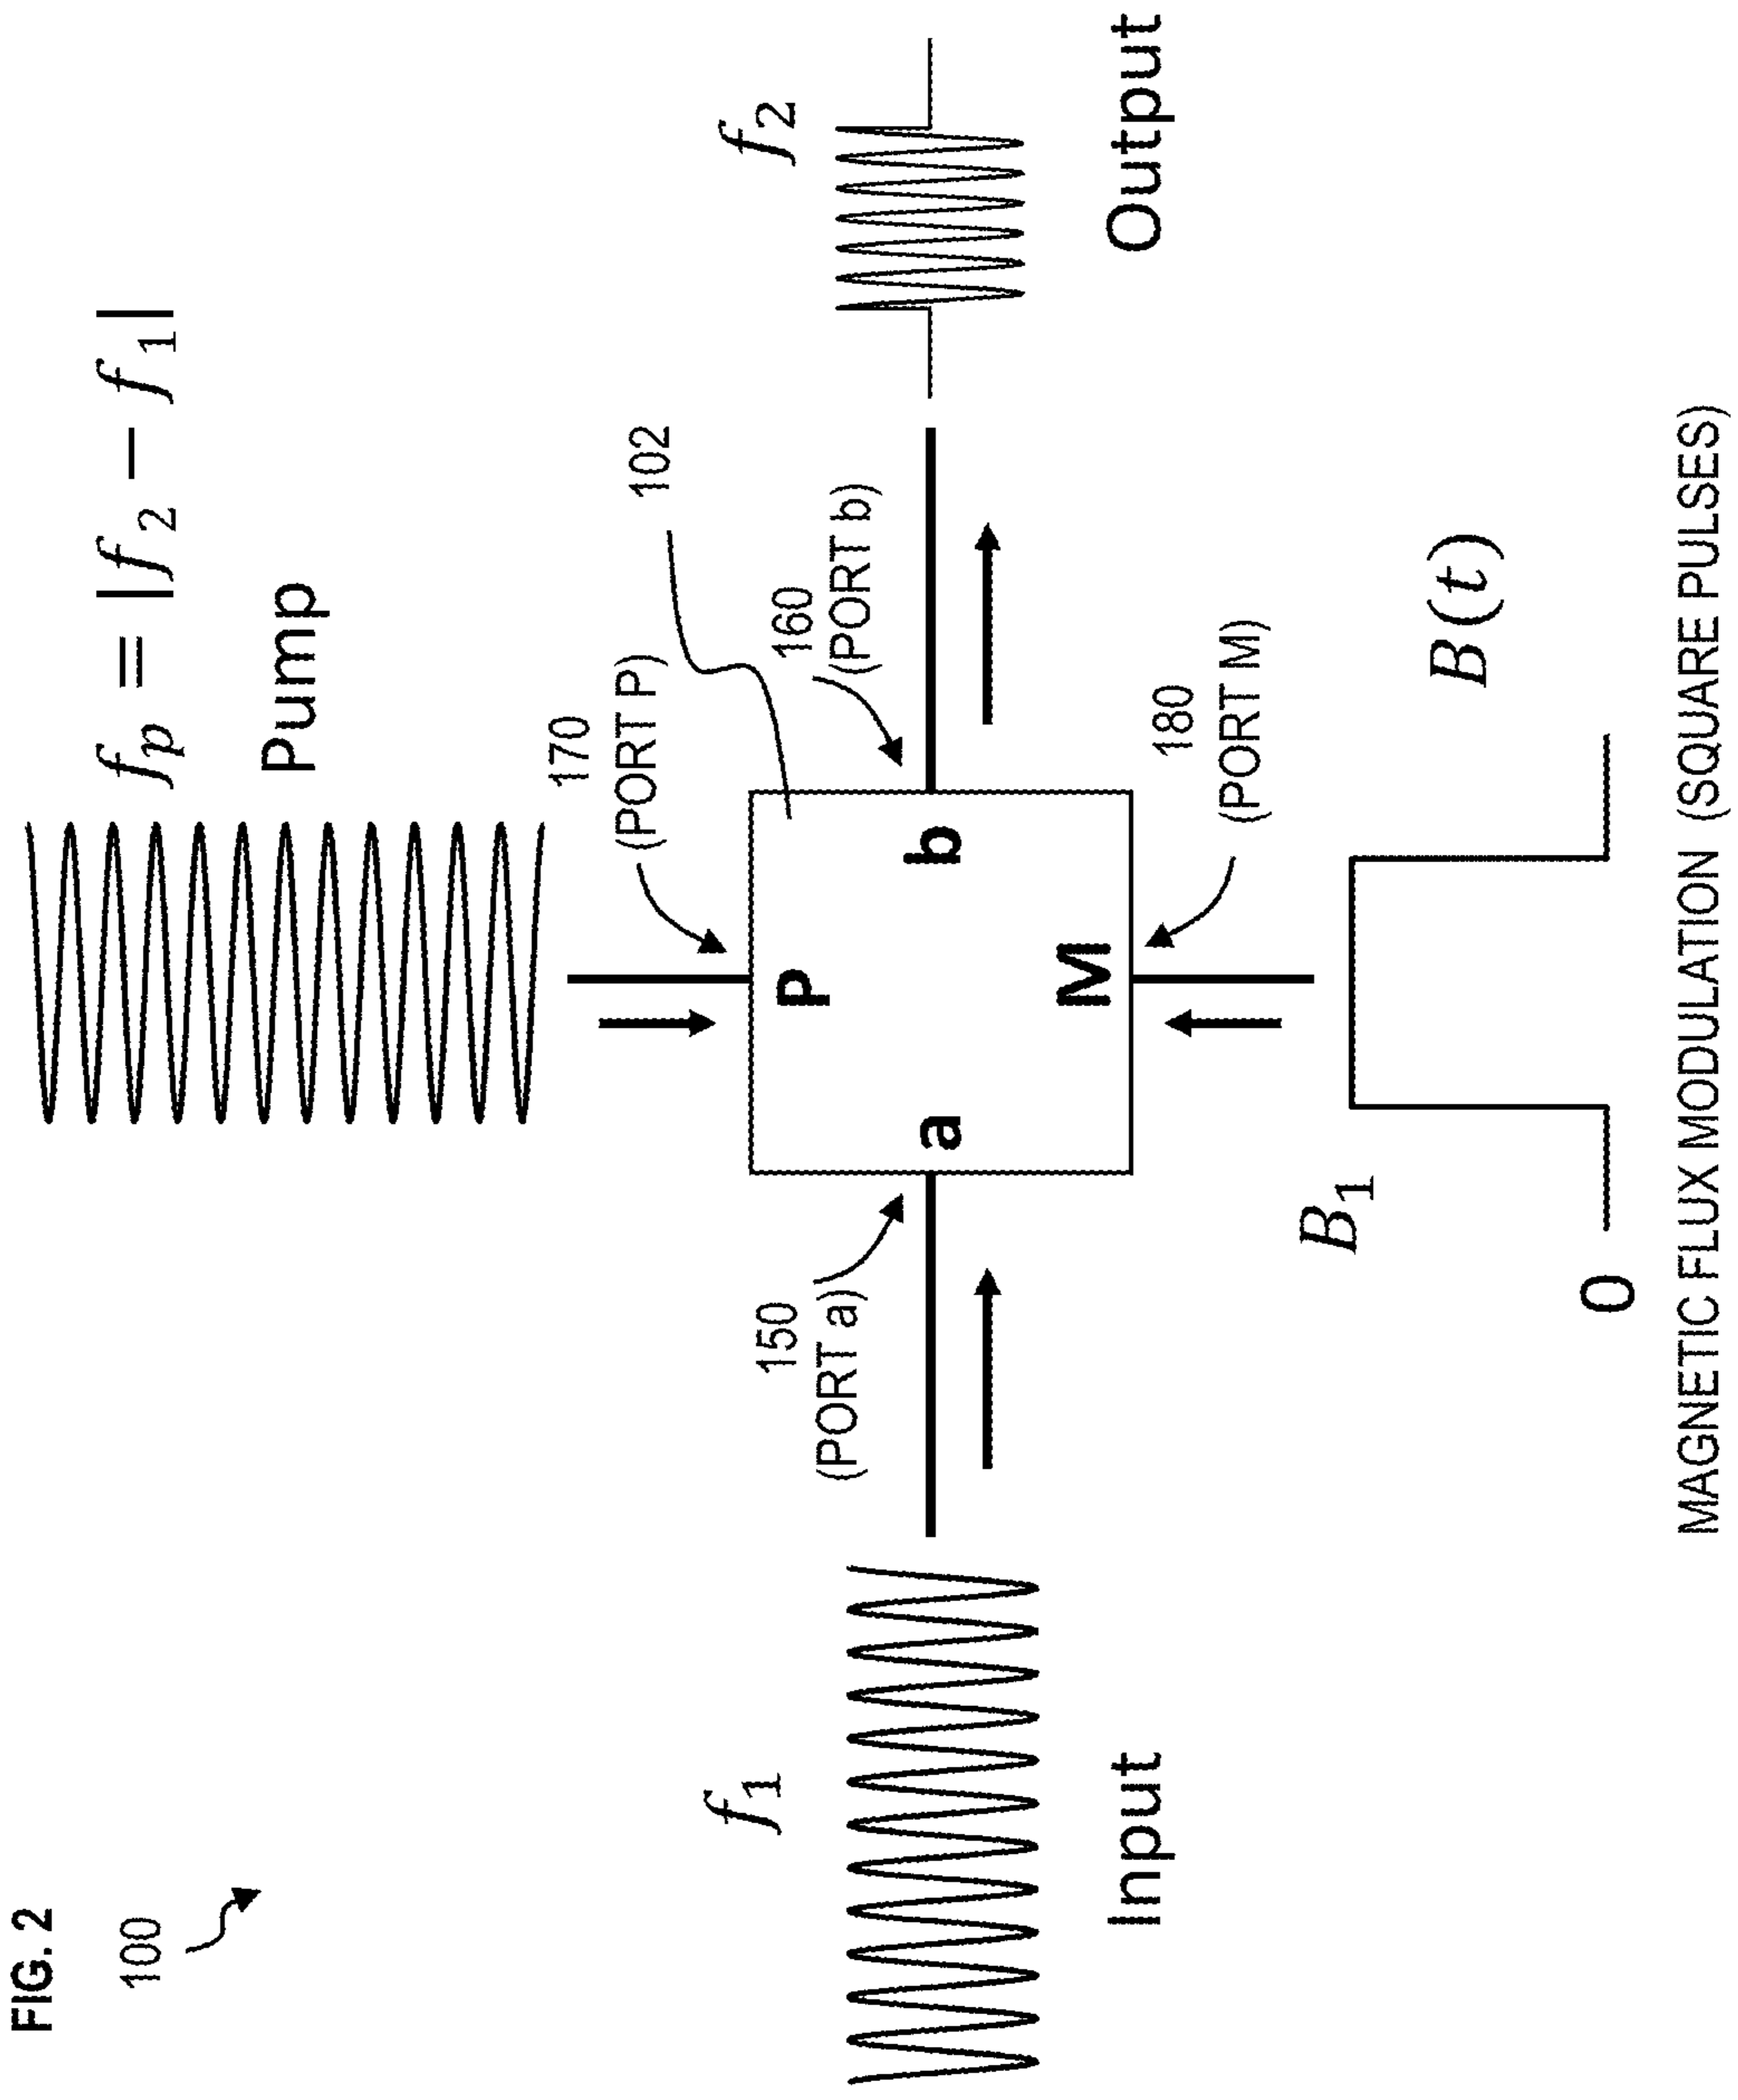 FIG. 2
100
f_p = |f_2 − f_1|
Pump
170
(PORT P)
102
160
(PORT b)
150
(PORT a)
f_1
Input
f_2
Output
P
a
b
M
180
(PORT M)
B_1
0
B(t)
MAGNETIC FLUX MODULATION (SQUARE PULSES)